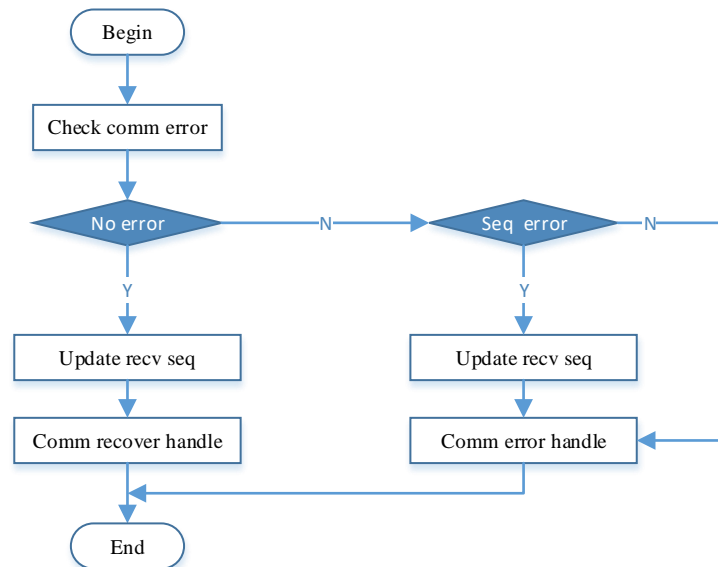 Begin
Check comm error
No error
N
Seq error
N
Y
Y
Update recv seq
Update recv seq
Comm recover handle
Comm error handle
End